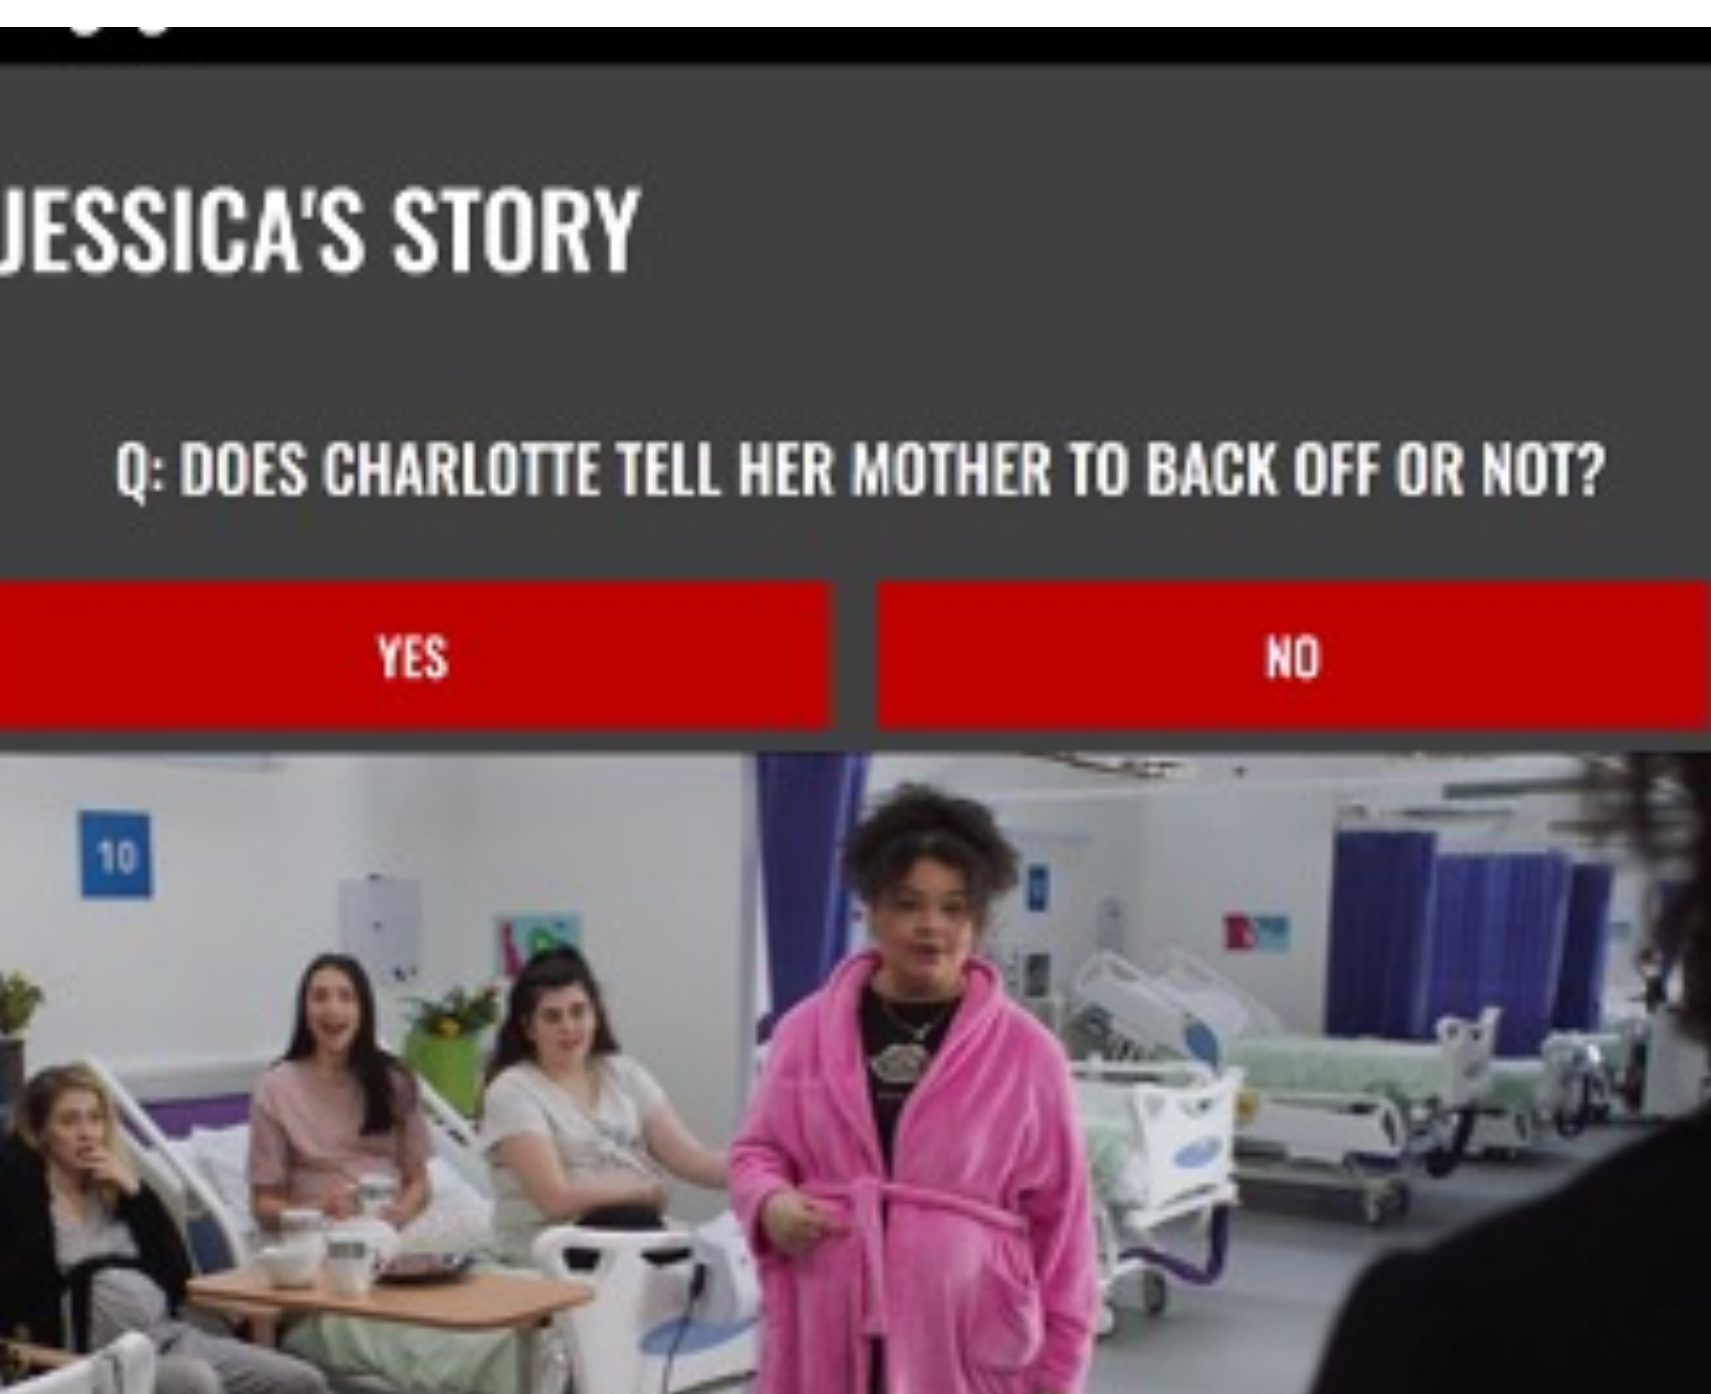 JESSICA'S STORY
Q: DOES CHARLOTTE TELL HER MOTHER TO BACK OFF OR NOT?
YES
NO
10